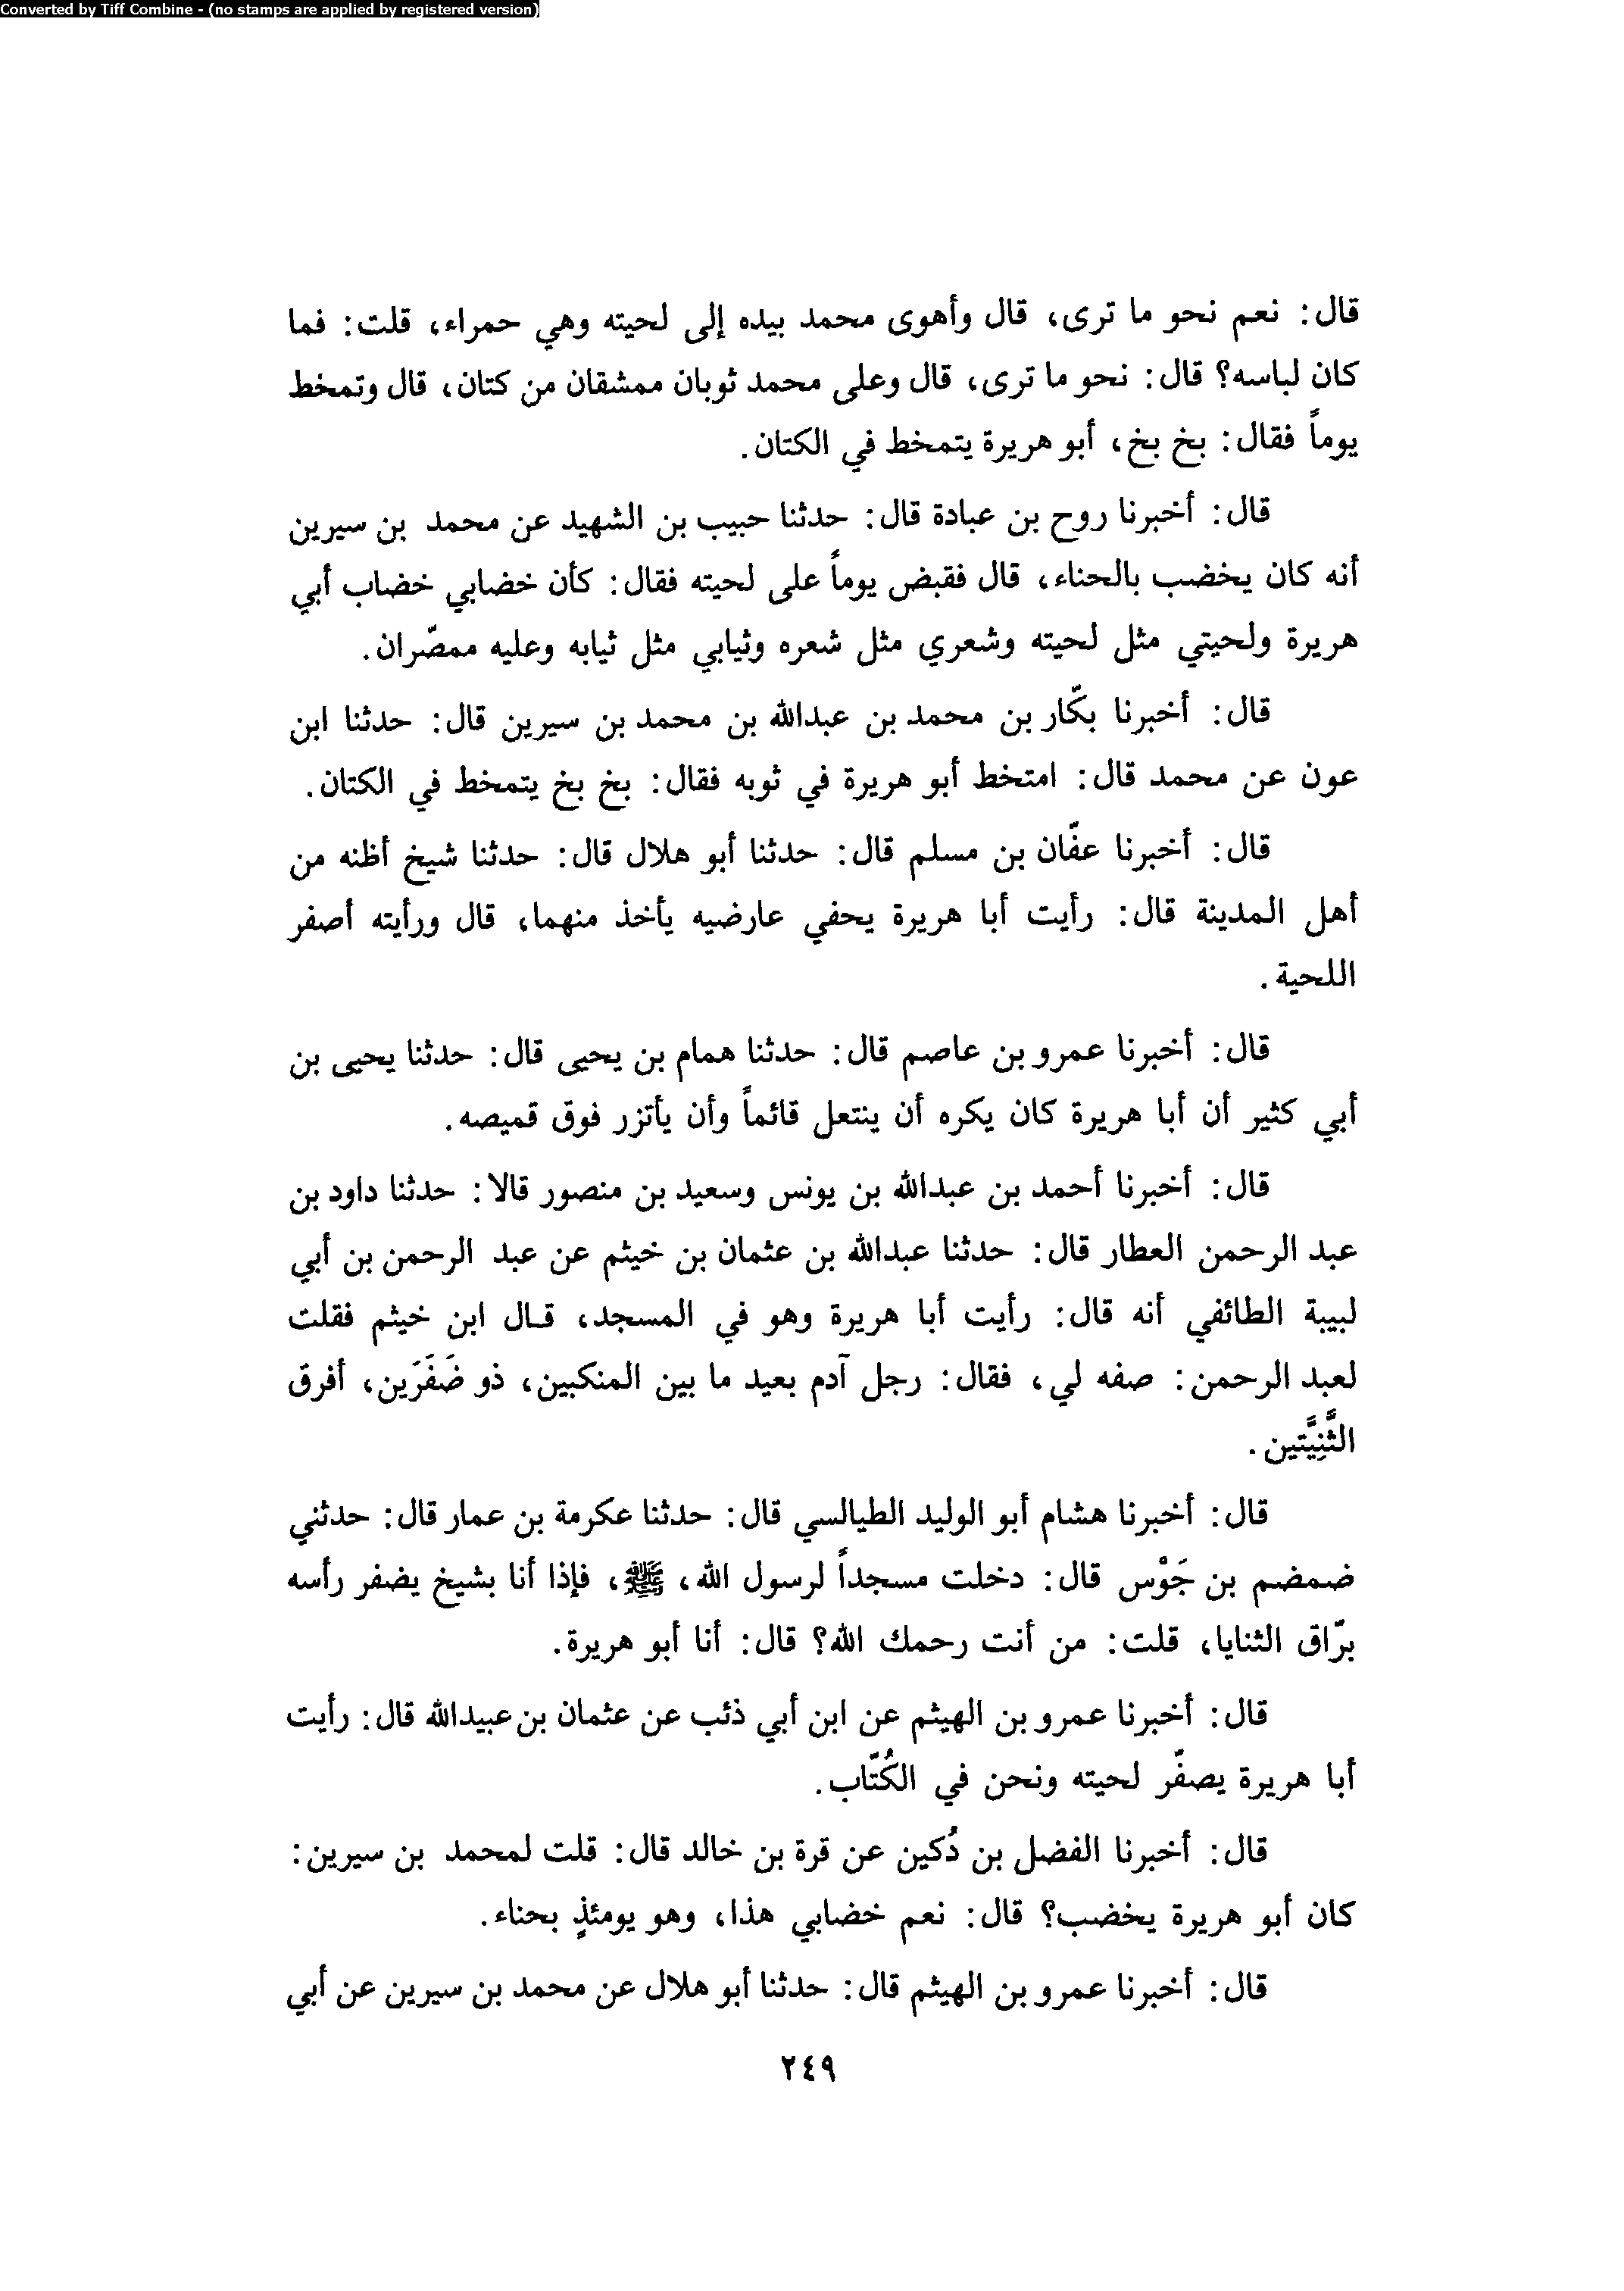 Converted by Tiff Combine - (no stamps are applied by registered version)
قال: نعم نحو ما ترى، قال وأهوى محمد بيده إلى لحيته وهي حمراء، قلت: فما
كان لباسه؟ قال: نحو ما ترى، قال وعلى محمد ثوبان ممشقان من كتان، قال وتمخط
يوماً فقال: بخ بخ، أبو هريرة يتمخط في الكتان.
قال: أخبرنا روح بن عبادة قال: حدثنا حبيب بن الشهيد عن محمد بن سيرين
أنه كان يخضب بالحناء، قال فقبض يوماً على لحيته فقال: كأن خضابي خضاب أبي
هريرة ولحيتي مثل لحيته وشعري مثل شعره وثيابي مثل ثيابه وعليه ممصّران.
قال: أخبرنا بكّار بن محمد بن عبدالله بن محمد بن سيرين قال: حدثنا ابن
عون عن محمد قال: امتخط أبو هريرة في ثوبه فقال: بخ بخ يتمخط في الكتان.
قال: أخبرنا عفّان بن مسلم قال: حدثنا أبو هلال قال: حدثنا شيخ أظنه من
أهل المدينة قال: رأيت أبا هريرة يحفي عارضيه يأخذ منهما، قال ورأيته أصفر
اللحية.
قال: أخبرنا عمرو بن عاصم قال: حدثنا همام بن يحيى قال: حدثنا يحيى بن
أبي كثير أن أبا هريرة كان يكره أن ينتعل قائماً وأن يأتزر فوق قميصه.
قال: أخبرنا أحمد بن عبدالله بن يونس وسعيد بن منصور قالا: حدثنا داود بن
عبد الرحمن العطار قال: حدثنا عبدالله بن عثمان بن خيثم عن عبد الرحمن بن أبي
لبيبة الطائفي أنه قال: رأيت أبا هريرة وهو في المسجد، قال ابن خيثم فقلت
لعبد الرحمن: صفه لي، فقال: رجل آدم بعيد ما بين المنكبين، ذو ضَفَرَين، أفرق
الثَّنِيَّتين.
قال: أخبرنا هشام أبو الوليد الطيالسي قال: حدثنا عكرمة بن عمار قال: حدثني
ضمضم بن جَوْس قال: دخلت مسجداً لرسول الله، ﷺ، فإذا أنا بشيخ يضفر رأسه
برّاق الثنايا، قلت: من أنت رحمك الله؟ قال: أنا أبو هريرة.
قال: أخبرنا عمرو بن الهيثم عن ابن أبي ذئب عن عثمان بن عبيدالله قال: رأيت
أبا هريرة يصفّر لحيته ونحن في الكُتّاب.
قال: أخبرنا الفضل بن دُكين عن قرة بن خالد قال: قلت لمحمد بن سيرين:
كان أبو هريرة يخضب؟ قال: نعم خضابي هذا، وهو يومئذٍ بحناء.
قال: أخبرنا عمرو بن الهيثم قال: حدثنا أبو هلال عن محمد بن سيرين عن أبي
٢٤٩